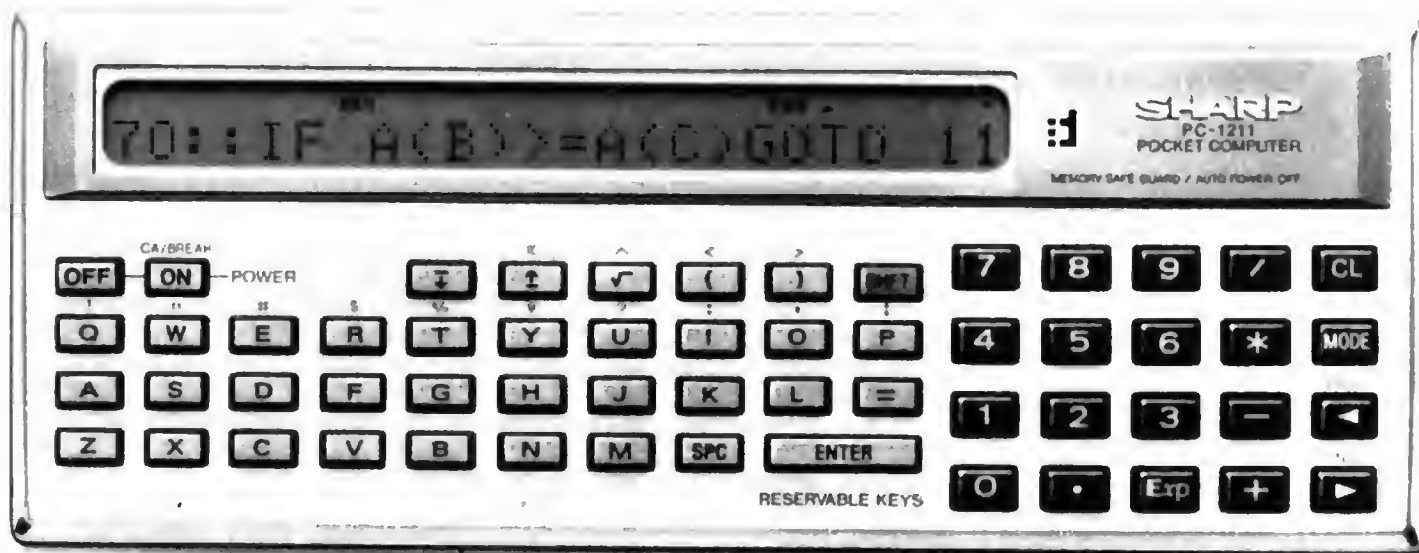 70::IF A(B)>=A(C)GOTO 11
SHARP
PC-1211
POCKET COMPUTER
MEMORY SAFE GUARD / AUTO POWER OFF
CA/BREAK
OFF ON POWER
< >
√ ( ) SHIFT
7 8 9 / CL
! " # $ %
Q W E R T Y U I O P
4 5 6 * MODE
A S D F G H J K L =
1 2 3 - ◄
Z X C V B N M SPC ENTER
0 . Exp + ►
RESERVABLE KEYS